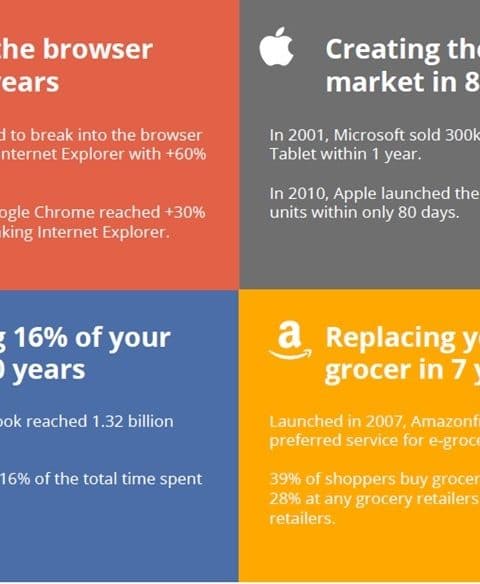 the browser
ears
d to break into the browser
nternet Explorer with +60%
ogle Chrome reached +30%
king Internet Explorer.
Creating the
market in 8
In 2001, Microsoft sold 300k
Tablet within 1 year.
In 2010, Apple launched the
units within only 80 days.
g 16% of your
0 years
ook reached 1.32 billion
16% of the total time spent
a
Replacing y
grocer in 7 y
Launched in 2007, Amazonf
preferred service for e-groce
39% of shoppers buy grocer
28% at any grocery retailers
retailers.